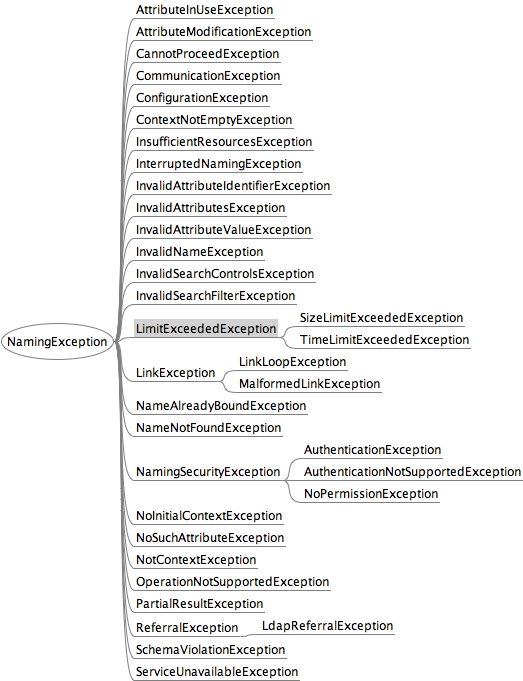 AttributeInUseException
AttributeModificationException
CannotProceedException
CommunicationException
ConfigurationException
ContextNotEmptyException
InsufficientResourcesException
InterruptedNamingException
InvalidAttributeIdentifierException
InvalidAttributesException
InvalidAttributeValueException
InvalidNameException
InvalidSearchControlsException
InvalidSearchFilterException
NamingException
LimitExceededException
SizeLimitExceededException
TimeLimitExceededException
LinkException
LinkLoopException
MalformedLinkException
NameAlreadyBoundException
NameNotFoundException
NamingSecurityException
AuthenticationException
AuthenticationNotSupportedException
NoPermissionException
NoInitialContextException
NoSuchAttributeException
NotContextException
OperationNotSupportedException
PartialResultException
ReferralException
LdapReferralException
SchemaViolationException
ServiceUnavailableException